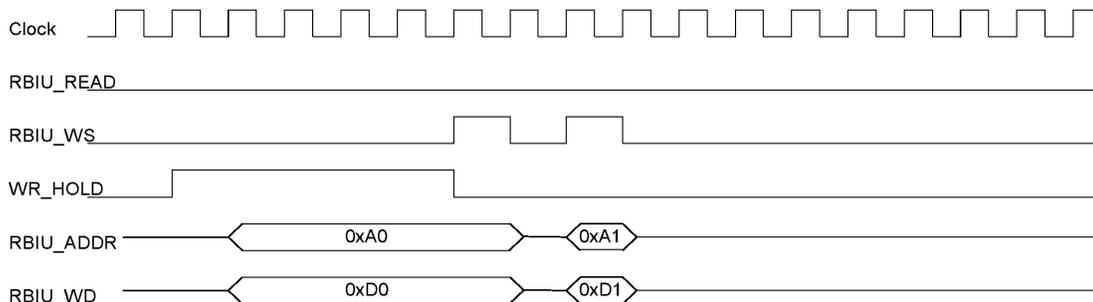 Clock
RBIU_READ
RBIU_WS
WR_HOLD
RBIU_ADDR 0xA0 0xA1
RBIU_WD 0xD0 0xD1